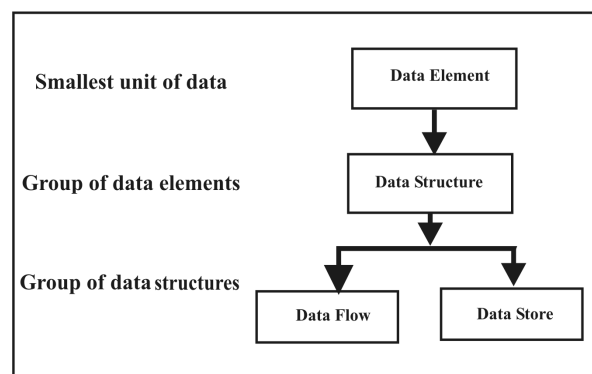 Smallest unit of data
Data Element
Group of data elements
Data Structure
Group of data structures
Data Flow
Data Store